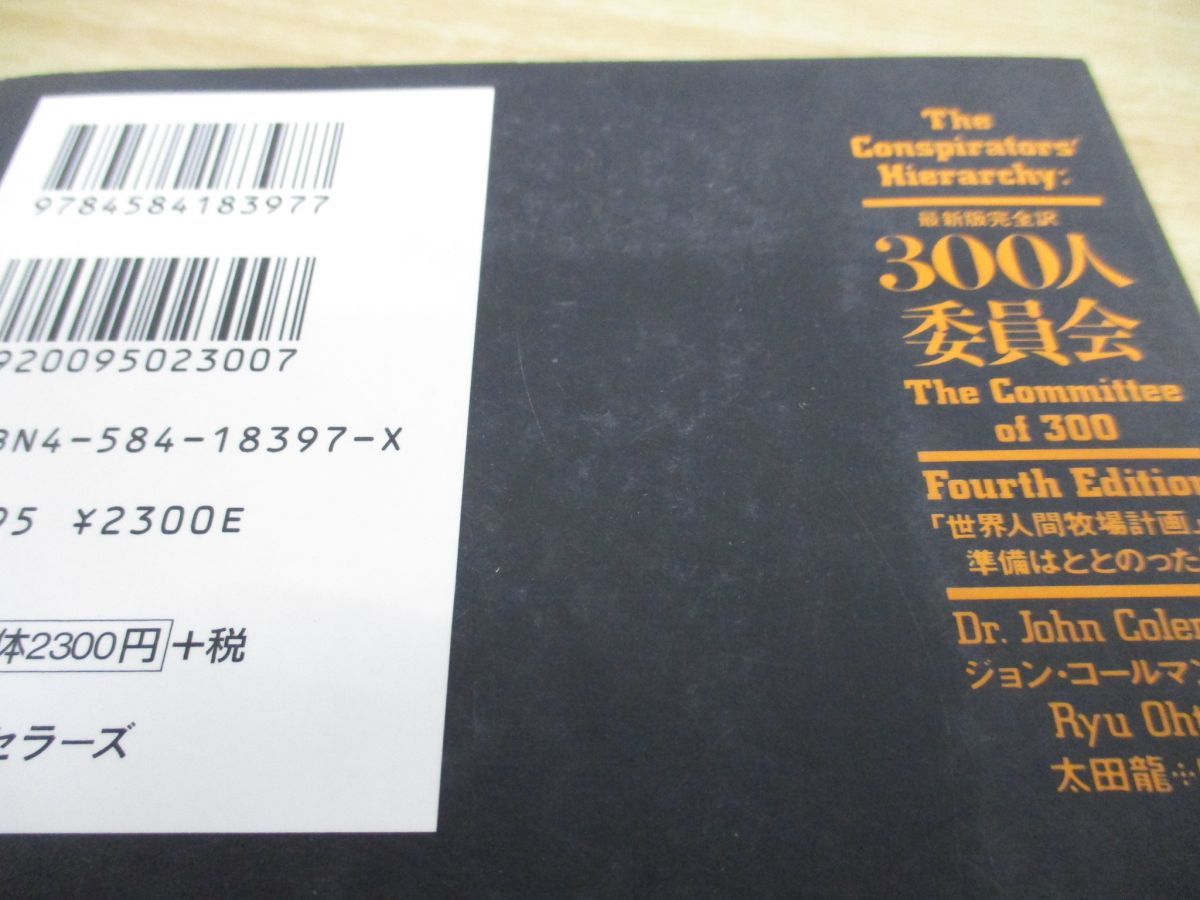 9784584183977
920095023007
BN4-584-18397-X
95 ¥2300E
体2300円 +税
セラーズ
The
Conspirators'
Hierarchy:
最新版完全訳
300人
委員会
The Committee
of 300
Fourth Edition
「世界人間牧場計画」
準備はととのった
Dr. John Colem
ジョン・コールマン
Ryu Oht
太田龍